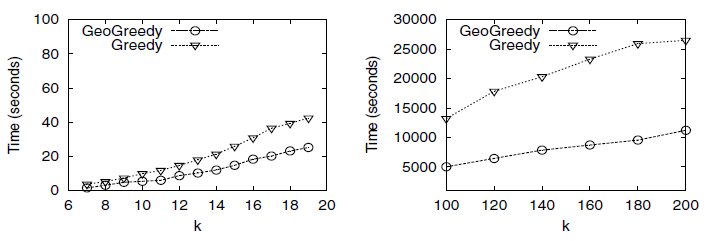 100
80
60
40
20
0
Time (seconds)
GeoGreedy
Greedy
6 8 10 12 14 16 18 20
k
30000
25000
20000
15000
10000
5000
Time (seconds)
GeoGreedy
Greedy
100 120 140 160 180 200
k